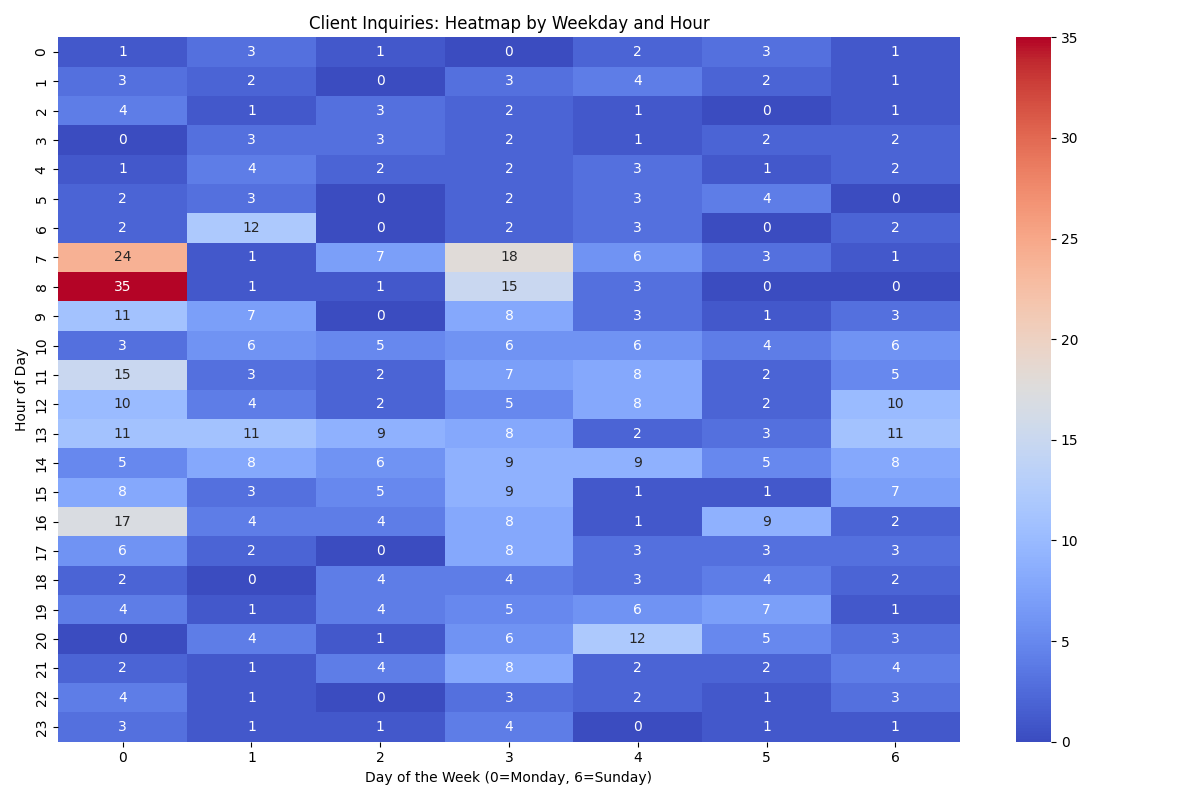 Client Inquiries: Heatmap by Weekday and Hour
0 1 3 1 0 2 3 1
1 3 2 0 3 4 2 1
2 4 1 3 2 1 0 1
3 0 3 3 2 1 2 2
4 1 4 2 2 3 1 2
5 2 3 0 2 3 4 0
6 2 12 0 2 3 0 2
7 24 1 7 18 6 3 1
8 35 1 1 15 3 0 0
9 11 7 0 8 3 1 3
10 3 6 5 6 6 4 6
11 15 3 2 7 8 2 5
12 10 4 2 5 8 2 10
13 11 11 9 8 2 3 11
14 5 8 6 9 9 5 8
15 8 3 5 9 1 1 7
16 17 4 4 8 1 9 2
17 6 2 0 8 3 3 3
18 2 0 4 4 3 4 2
19 4 1 4 5 6 7 1
20 0 4 1 6 12 5 3
21 2 1 4 8 2 2 4
22 4 1 0 3 2 1 3
23 3 1 1 4 0 1 1
0 1 2 3 4 5 6
Hour of Day
Day of the Week (0=Monday, 6=Sunday)
35
30
25
20
15
10
5
0